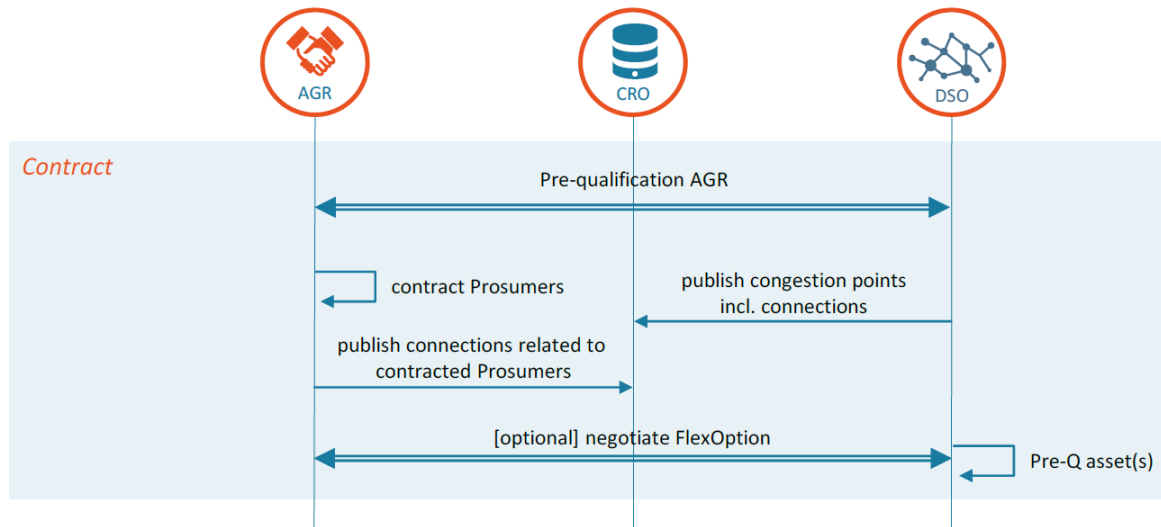 AGR
CRO
DSO
Contract
Pre-qualification AGR
contract Prosumers
publish congestion points
incl. connections
publish connections related to
contracted Prosumers
[optional] negotiate FlexOption
Pre-Q asset(s)